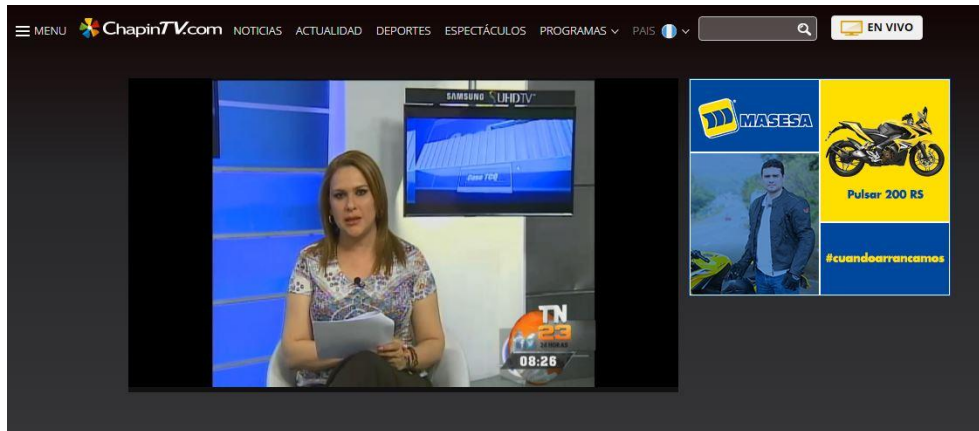 MENU ChapinTV.com NOTICIAS ACTUALIDAD DEPORTES ESPECTÁCULOS PROGRAMAS PAIS EN VIVO
SAMSUNG SUHDTV
Caso TCQ
TN
23
24 HORAS
08:26
MASESA
Pulsar 200 RS
#cuandoarrancamos